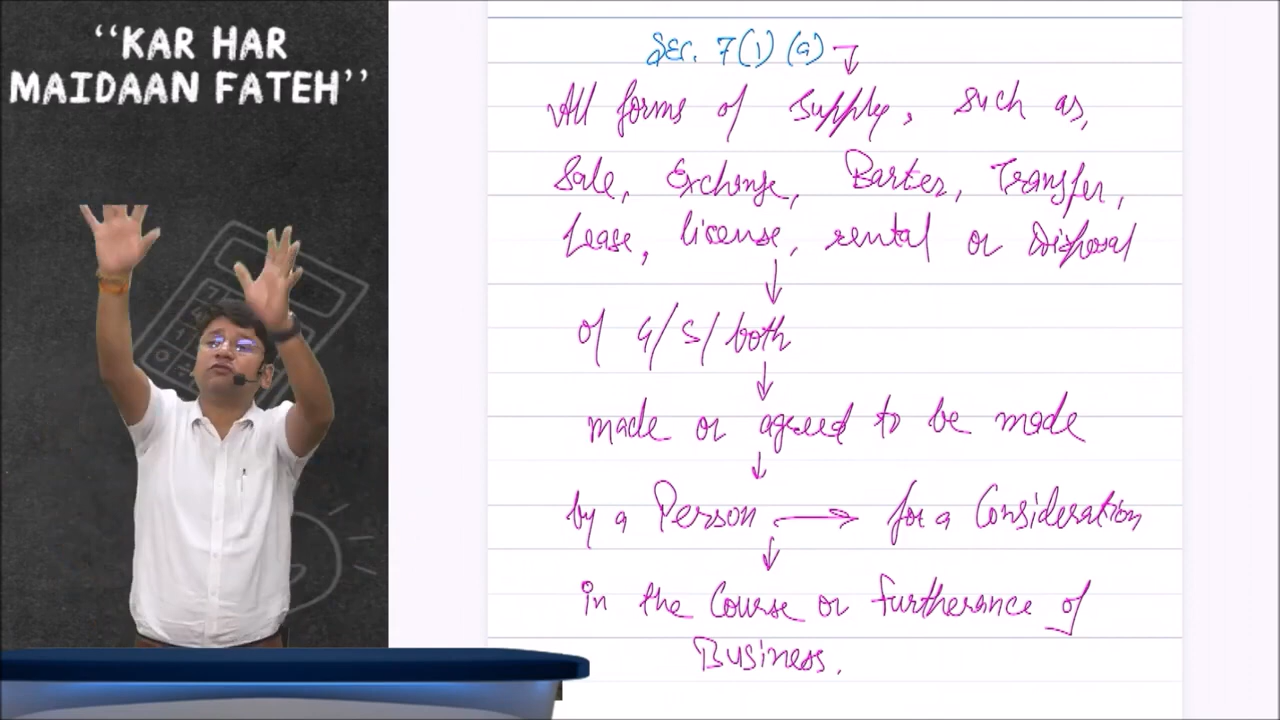 “KAR HAR
MAIDAAN FATEH”
Sec. 7(1)(a)
All forms of Supply, such as,
Sale, Exchange, Barter, Transfer,
Lease, license, rental or Disposal
of G/S/both
made or agreed to be made
by a Person → for a Consideration
in the Course or furtherance of
Business.